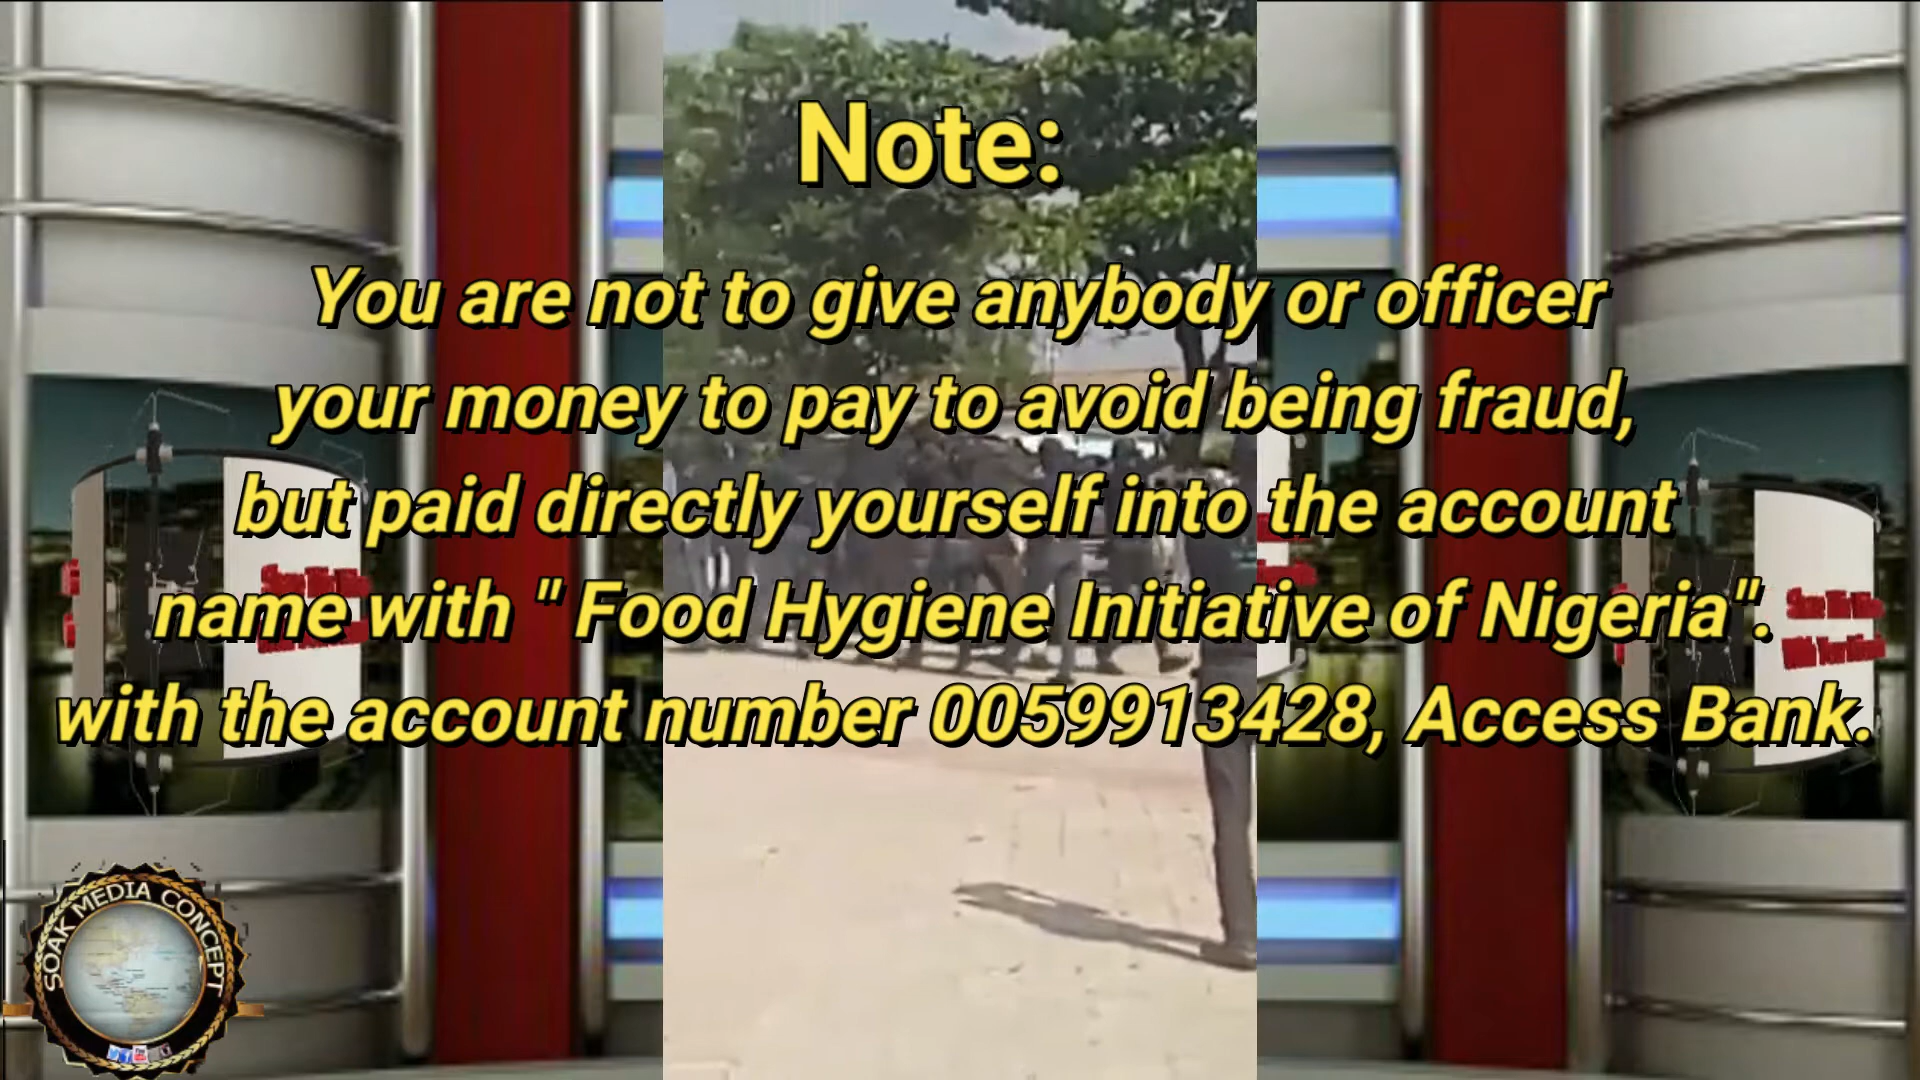 Note:
You are not to give anybody or officer
your money to pay to avoid being fraud,
but paid directly yourself into the account
name with " Food Hygiene Initiative of Nigeria".
with the account number 0059913428, Access Bank.
SOAK MEDIA CONCEPT